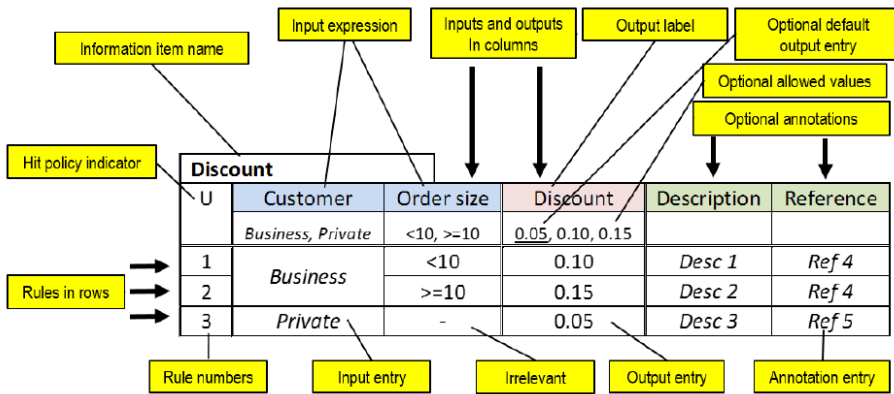 Input expression
Inputs and outputs
In columns
Output label
Optional default
output entry
Information item name
Optional allowed values
Optional annotations
Hit policy indicator
Discount
U Customer Order size Discount Description Reference
Business, Private <10, >=10 0.05, 0.10, 0.15
Rules in rows
1 Business <10 0.10 Desc 1 Ref 4
2 >=10 0.15 Desc 2 Ref 4
3 Private - 0.05 Desc 3 Ref 5
Rule numbers
Input entry
Irrelevant
Output entry
Annotation entry